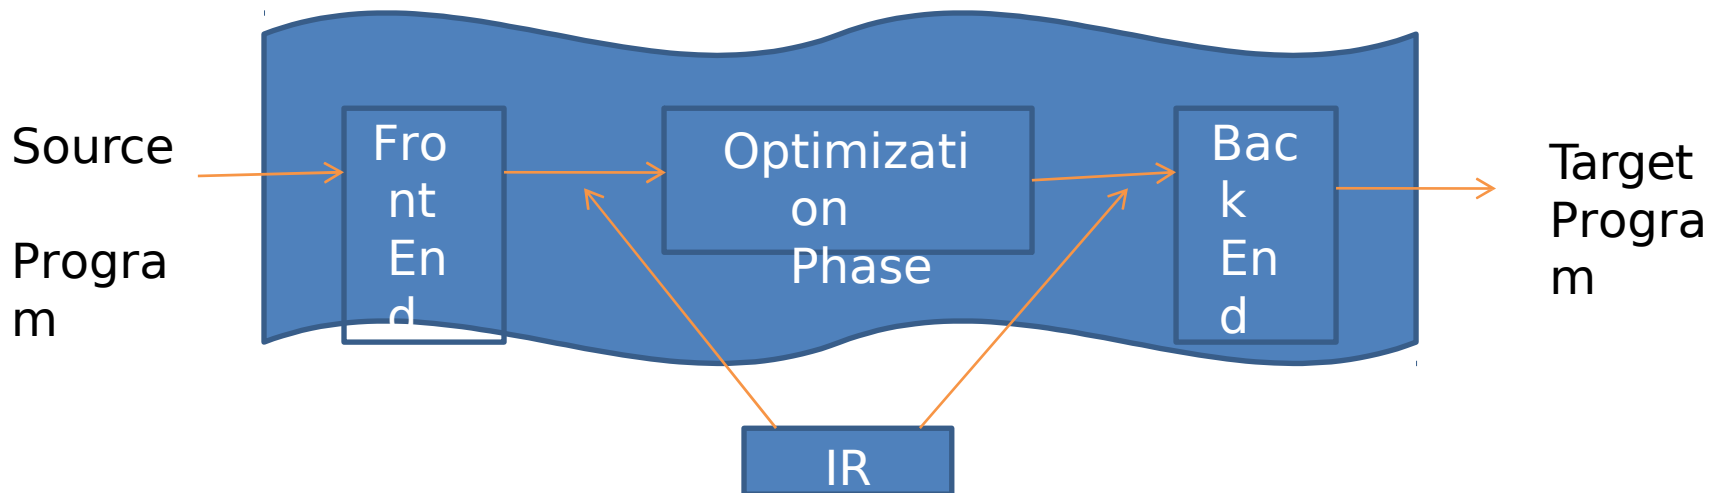 Source
Progra
m
Fro
nt
En
d
Optimizati
on
Phase
Bac
k
En
d
Target
Progra
m
IR